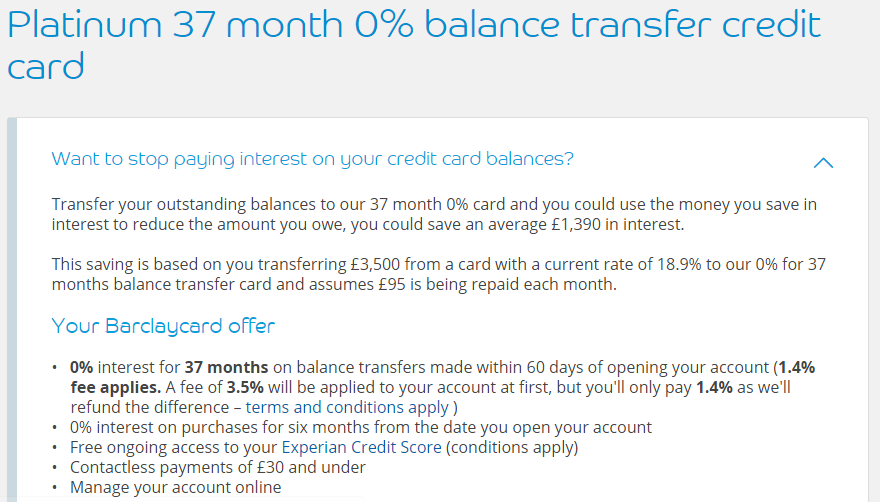 Platinum 37 month 0% balance transfer credit
card
Want to stop paying interest on your credit card balances?
Transfer your outstanding balances to our 37 month 0% card and you could use the money you save in
interest to reduce the amount you owe, you could save an average £1,390 in interest.
This saving is based on you transferring £3,500 from a card with a current rate of 18.9% to our 0% for 37
months balance transfer card and assumes £95 is being repaid each month.
Your Barclaycard offer
• 0% interest for 37 months on balance transfers made within 60 days of opening your account (1.4%
fee applies. A fee of 3.5% will be applied to your account at first, but you'll only pay 1.4% as we'll
refund the difference – terms and conditions apply )
• 0% interest on purchases for six months from the date you open your account
• Free ongoing access to your Experian Credit Score (conditions apply)
• Contactless payments of £30 and under
• Manage your account online